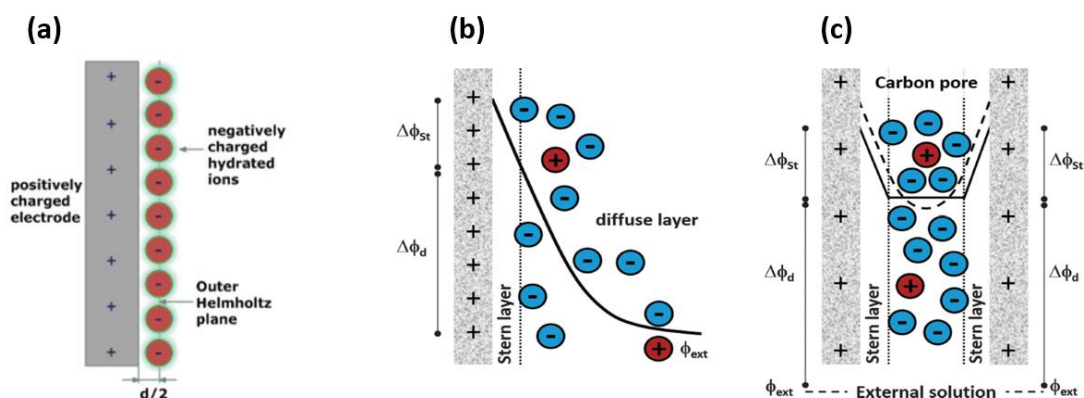 (a)
(b)
(c)
positively
charged
electrode
negatively
charged
hydrated
ions
Outer
Helmholtz
plane
d/2
Δϕ_St
Δϕ_d
Stern layer
diffuse layer
ϕ_ext
Carbon pore
Δϕ_St
Δϕ_d
Stern layer
Stern layer
Δϕ_St
Δϕ_d
ϕ_ext
External solution
ϕ_ext